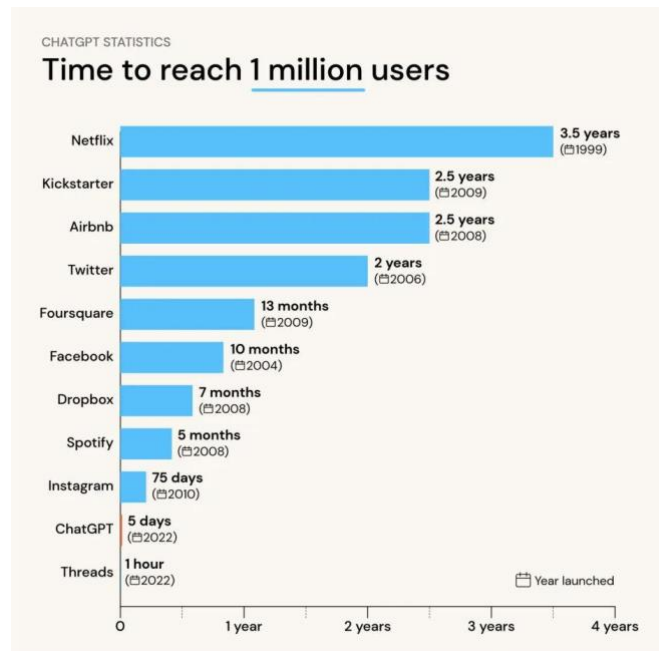 CHATGPT STATISTICS
Time to reach 1 million users
Netflix
3.5 years
(1999)
Kickstarter
2.5 years
(2009)
Airbnb
2.5 years
(2008)
Twitter
2 years
(2006)
Foursquare
13 months
(2009)
Facebook
10 months
(2004)
Dropbox
7 months
(2008)
Spotify
5 months
(2008)
Instagram
75 days
(2010)
ChatGPT
5 days
(2022)
Threads
1 hour
(2022)
Year launched
0
1 year
2 years
3 years
4 years